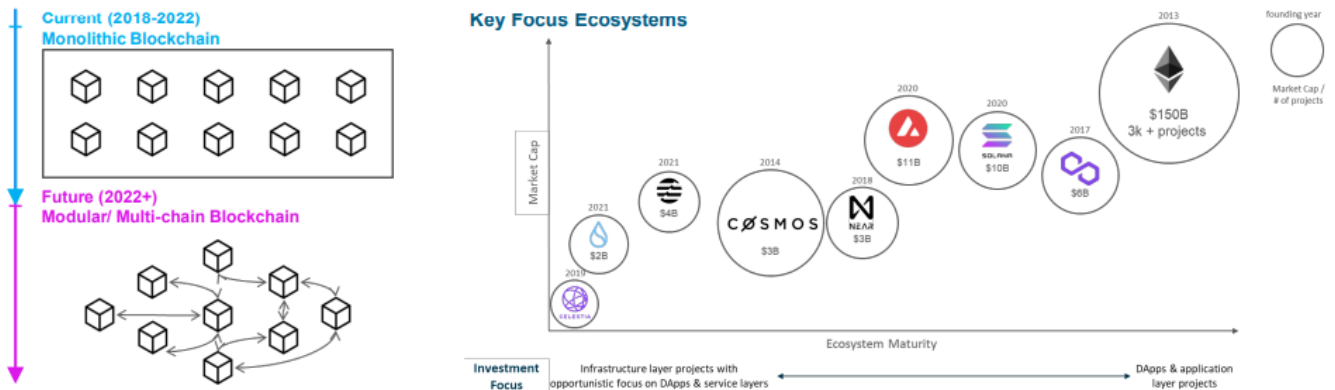 Current (2018-2022)
Monolithic Blockchain
Future (2022+)
Modular/ Multi-chain Blockchain
Key Focus Ecosystems
Market Cap
2019
CELESTIA
2021
$2B
2021
$4B
2014
COSMOS
$3B
2018
NEAR
$3B
2020
$11B
2020
SOLANA
$10B
2017
$6B
2013
$150B
3k + projects
founding year
Market Cap /
# of projects
Ecosystem Maturity
Investment
Focus
Infrastructure layer projects with
opportunistic focus on DApps & service layers
DApps & application
layer projects